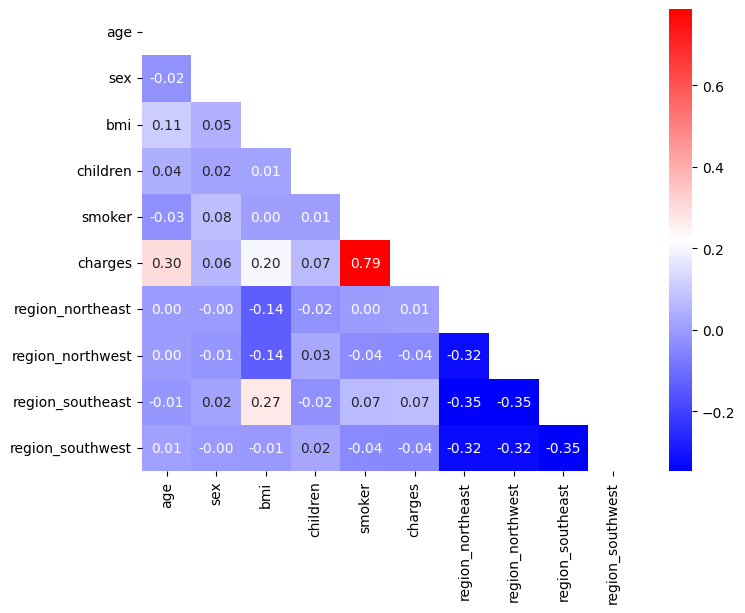 age
sex -0.02
bmi 0.11 0.05
children 0.04 0.02 0.01
smoker -0.03 0.08 0.00 0.01
charges 0.30 0.06 0.20 0.07 0.79
region_northeast 0.00 -0.00 -0.14 -0.02 0.00 0.01
region_northwest 0.00 -0.01 -0.14 0.03 -0.04 -0.04 -0.32
region_southeast -0.01 0.02 0.27 -0.02 0.07 0.07 -0.35 -0.35
region_southwest 0.01 -0.00 -0.01 0.02 -0.04 -0.04 -0.32 -0.32 -0.35
age sex bmi children smoker charges region_northeast region_northwest region_southeast region_southwest
0.6
0.4
0.2
0.0
−0.2